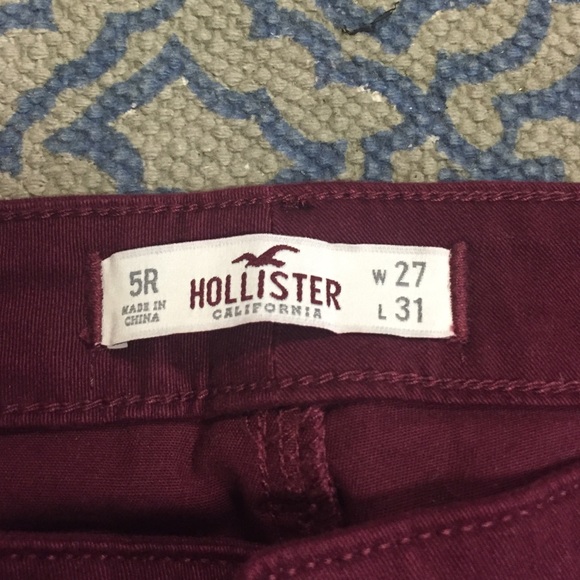 5R
MADE IN
CHINA
HOLLISTER
CALIFORNIA
W 27
L 31